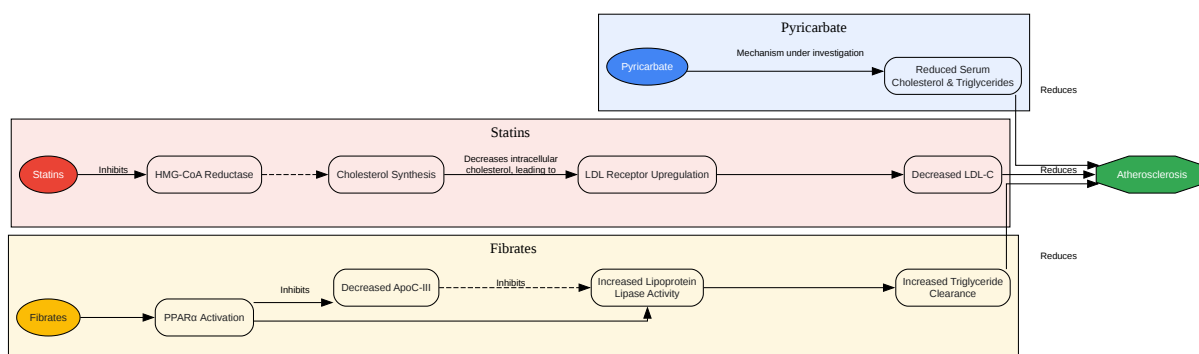 Pyricarbate
Pyricarbate
Mechanism under investigation
Reduced Serum
Cholesterol & Triglycerides
Reduces
Statins
Statins
Inhibits
HMG-CoA Reductase
Cholesterol Synthesis
Decreases intracellular
cholesterol, leading to
LDL Receptor Upregulation
Decreased LDL-C
Reduces
Atherosclerosis
Fibrates
Fibrates
PPARα Activation
Inhibits
Decreased ApoC-III
Inhibits
Increased Lipoprotein
Lipase Activity
Increased Triglyceride
Clearance
Reduces